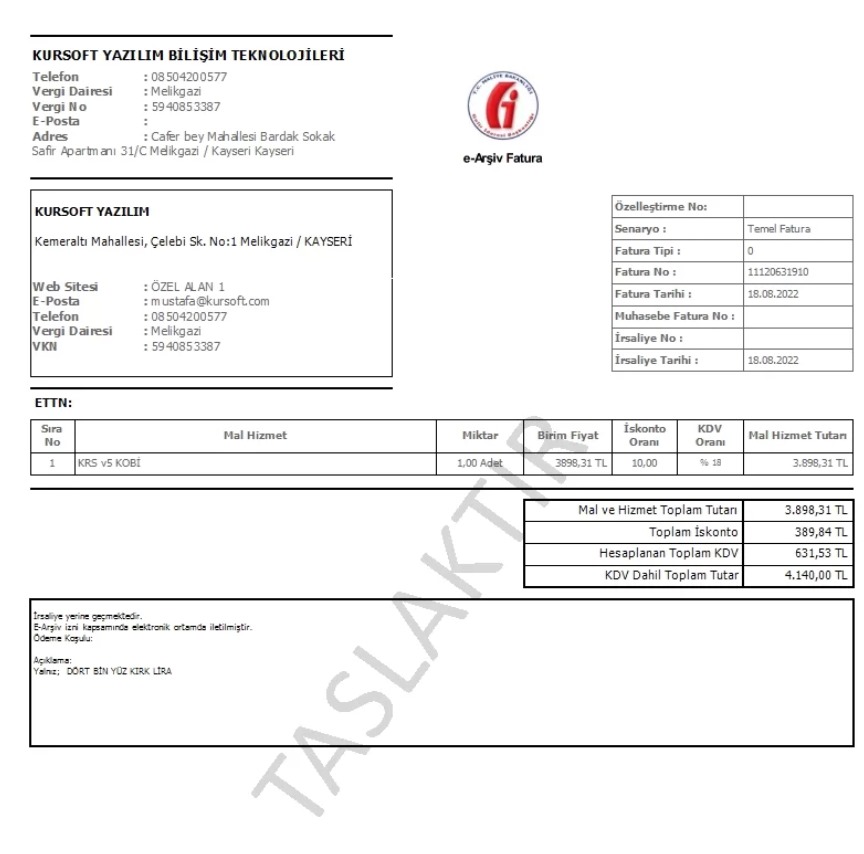 KURSOFT YAZILIM BİLİŞİM TEKNOLOJİLERİ
Telefon : 08504200577
Vergi Dairesi : Melikgazi
Vergi No : 5940853387
E-Posta :
Adres : Cafer bey Mahallesi Bardak Sokak
Safir Apartmanı 31/C Melikgazi / Kayseri Kayseri
T.C. MALİYE BAKANLIĞI
Gelir İdaresi Başkanlığı
e-Arşiv Fatura
KURSOFT YAZILIM
Kemeraltı Mahallesi, Çelebi Sk. No:1 Melikgazi / KAYSERİ
Web Sitesi : ÖZEL ALAN 1
E-Posta : mustafa@kursoft.com
Telefon : 08504200577
Vergi Dairesi : Melikgazi
VKN : 5940853387
Özelleştirme No:
Senaryo : Temel Fatura
Fatura Tipi : 0
Fatura No : 11120631910
Fatura Tarihi : 18.08.2022
Muhasebe Fatura No :
İrsaliye No :
İrsaliye Tarihi : 18.08.2022
ETTN:
Sıra No Mal Hizmet Miktar Birim Fiyat İskonto Oranı KDV Oranı Mal Hizmet Tutarı
1 KRS v5 KOBİ 1,00 Adet 3898,31 TL 10,00 % 18 3.898,31 TL
Mal ve Hizmet Toplam Tutarı 3.898,31 TL
Toplam İskonto 389,84 TL
Hesaplanan Toplam KDV 631,53 TL
KDV Dahil Toplam Tutar 4.140,00 TL
İrsaliye yerine geçmektedir.
E-Arşiv izni kapsamında elektronik ortamda iletilmiştir.
Ödeme Koşulu:
Açıklama:
Yalnız; DÖRT BİN YÜZ KIRK LİRA
TASLAKTIR